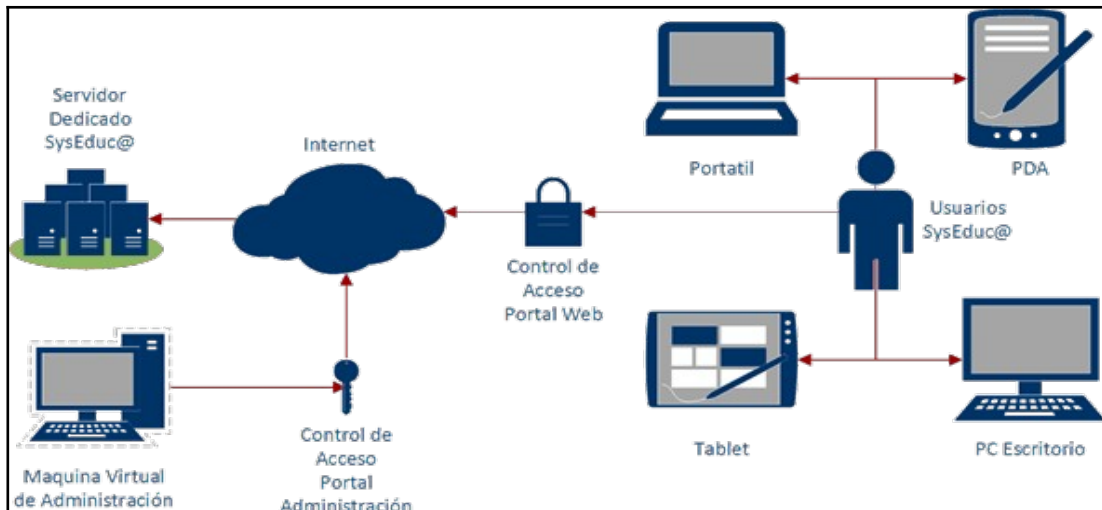 Servidor
Dedicado
SysEduc@
Internet
Portatil
PDA
Usuarios
SysEduc@
Control de
Acceso
Portal Web
Maquina Virtual
de Administración
Control de
Acceso
Portal
Administración
Tablet
PC Escritorio